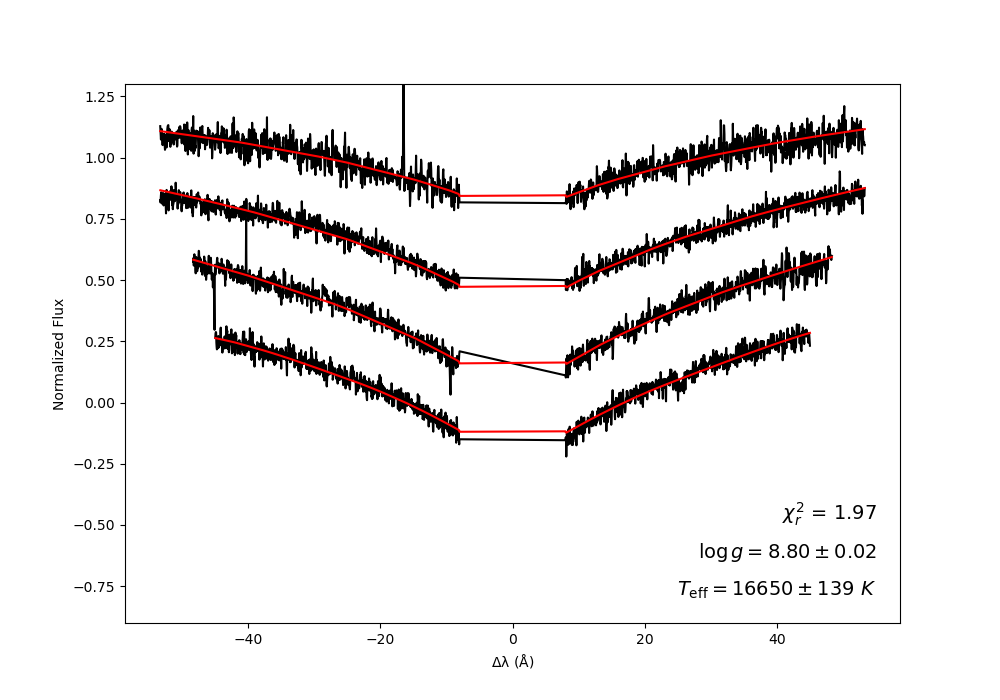 1.25
1.00
0.75
0.50
0.25
0.00
−0.25
−0.50
−0.75
Normalized Flux
−40
−20
0
20
40
Δλ (Å)
χ²ᵣ = 1.97
log g = 8.80 ± 0.02
T_eff = 16650 ± 139 K